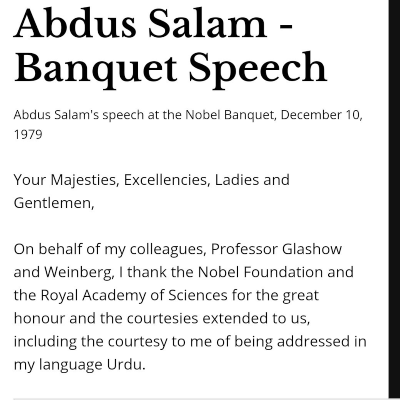 Abdus Salam -
Banquet Speech
Abdus Salam's speech at the Nobel Banquet, December 10,
1979
Your Majesties, Excellencies, Ladies and
Gentlemen,
On behalf of my colleagues, Professor Glashow
and Weinberg, I thank the Nobel Foundation and
the Royal Academy of Sciences for the great
honour and the courtesies extended to us,
including the courtesy to me of being addressed in
my language Urdu.